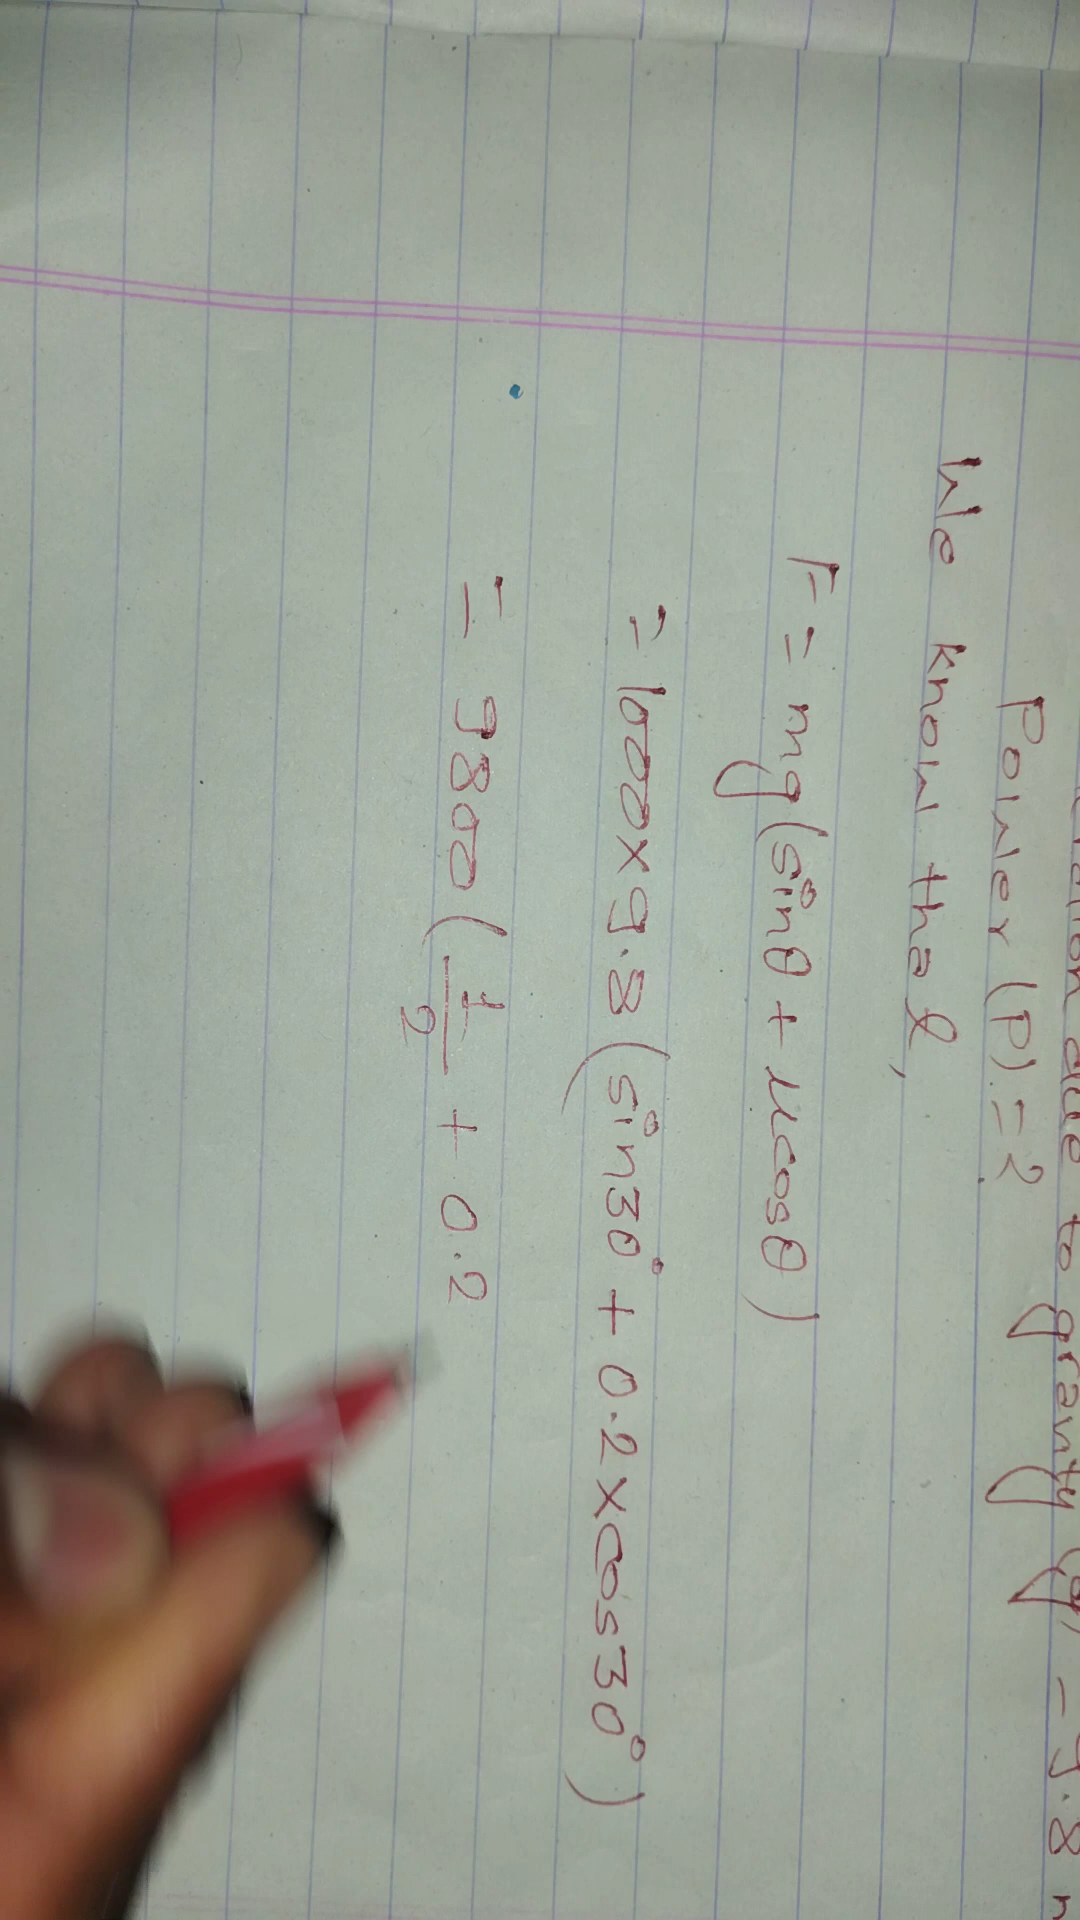 due to gravity (g) = 9.8
Power (P) = ?
We know that,
F = mg (sinθ + μcosθ)
= 1000 × 9.8 (sin30° + 0.2 × cos30°)
= 9800 ( 1/2 + 0.2